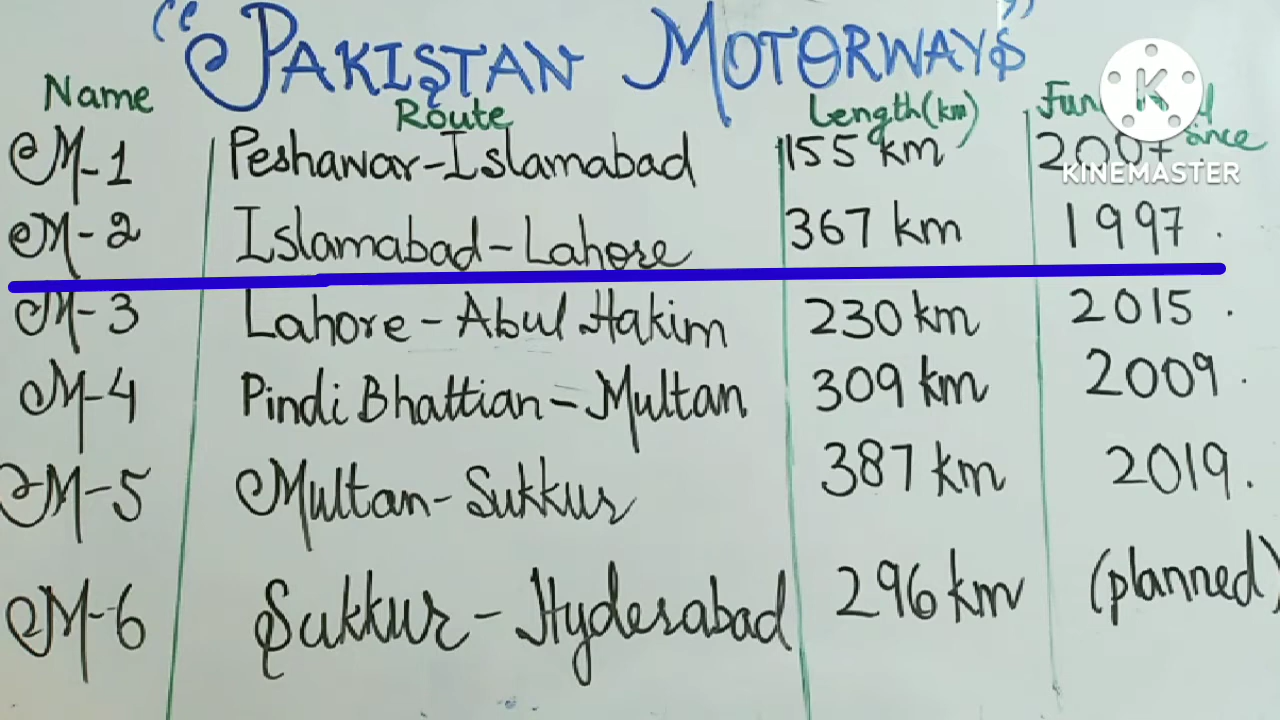 “PAKISTAN MOTORWAYS”
Name Route Length(km) since
K
KINEMASTER
M-1 Peshawar-Islamabad 155 km
M-2 Islamabad-Lahore 367 km 1997.
M-3 Lahore-Abul Hakim 230 km 2015.
M-4 Pindi Bhattian-Multan 309 km 2009.
M-5 Multan-Sukkur 387 km 2019.
M-6 Sukkur-Hyderabad 296 km (planned)